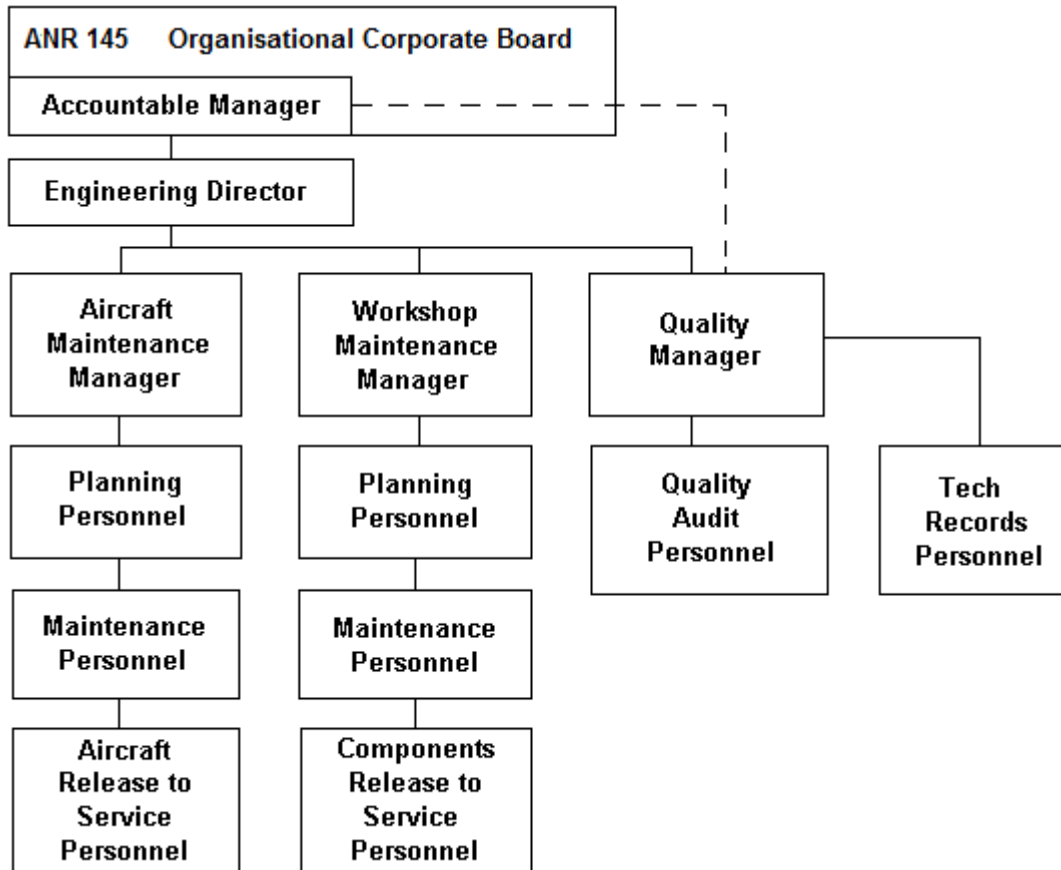 ANR 145 Organisational Corporate Board
Accountable Manager
Engineering Director
Aircraft
Maintenance
Manager
Workshop
Maintenance
Manager
Quality
Manager
Planning
Personnel
Planning
Personnel
Quality
Audit
Personnel
Tech
Records
Personnel
Maintenance
Personnel
Maintenance
Personnel
Aircraft
Release to
Service
Personnel
Components
Release to
Service
Personnel